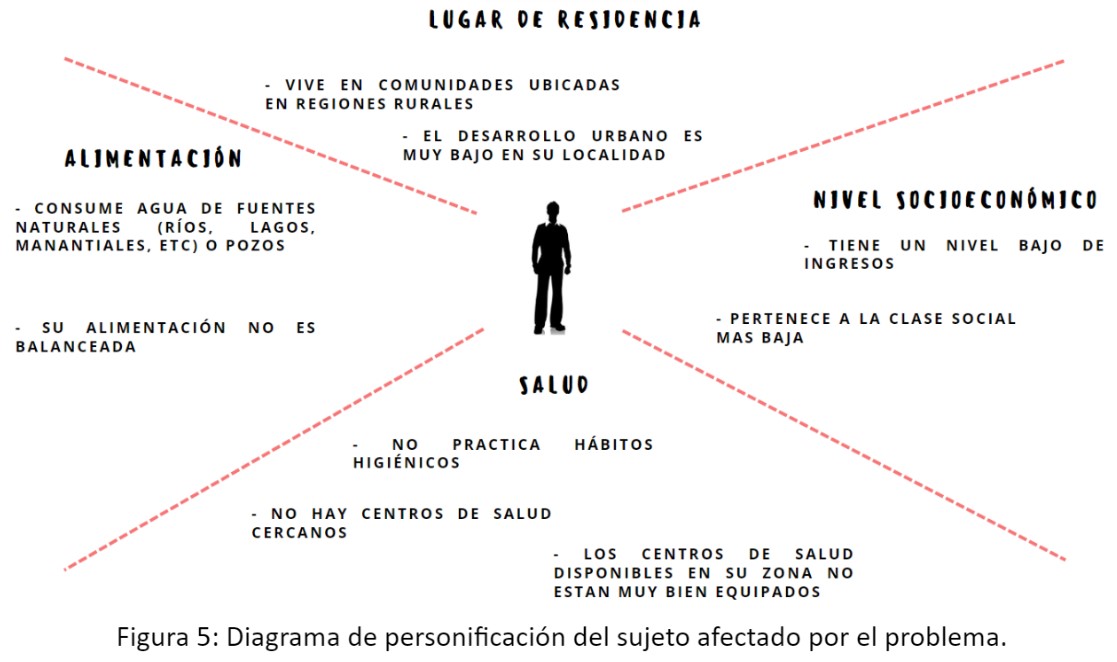 LUGAR DE RESIDENCIA
- VIVE EN COMUNIDADES UBICADAS
EN REGIONES RURALES
- EL DESARROLLO URBANO ES
MUY BAJO EN SU LOCALIDAD
ALIMENTACIÓN
- CONSUME AGUA DE FUENTES
NATURALES (RÍOS, LAGOS,
MANANTIALES, ETC) O POZOS
- SU ALIMENTACIÓN NO ES
BALANCEADA
NIVEL SOCIOECONÓMICO
- TIENE UN NIVEL BAJO DE
INGRESOS
- PERTENECE A LA CLASE SOCIAL
MAS BAJA
SALUD
- NO PRACTICA HÁBITOS
HIGIÉNICOS
- NO HAY CENTROS DE SALUD
CERCANOS
- LOS CENTROS DE SALUD
DISPONIBLES EN SU ZONA NO
ESTAN MUY BIEN EQUIPADOS
Figura 5: Diagrama de personificación del sujeto afectado por el problema.